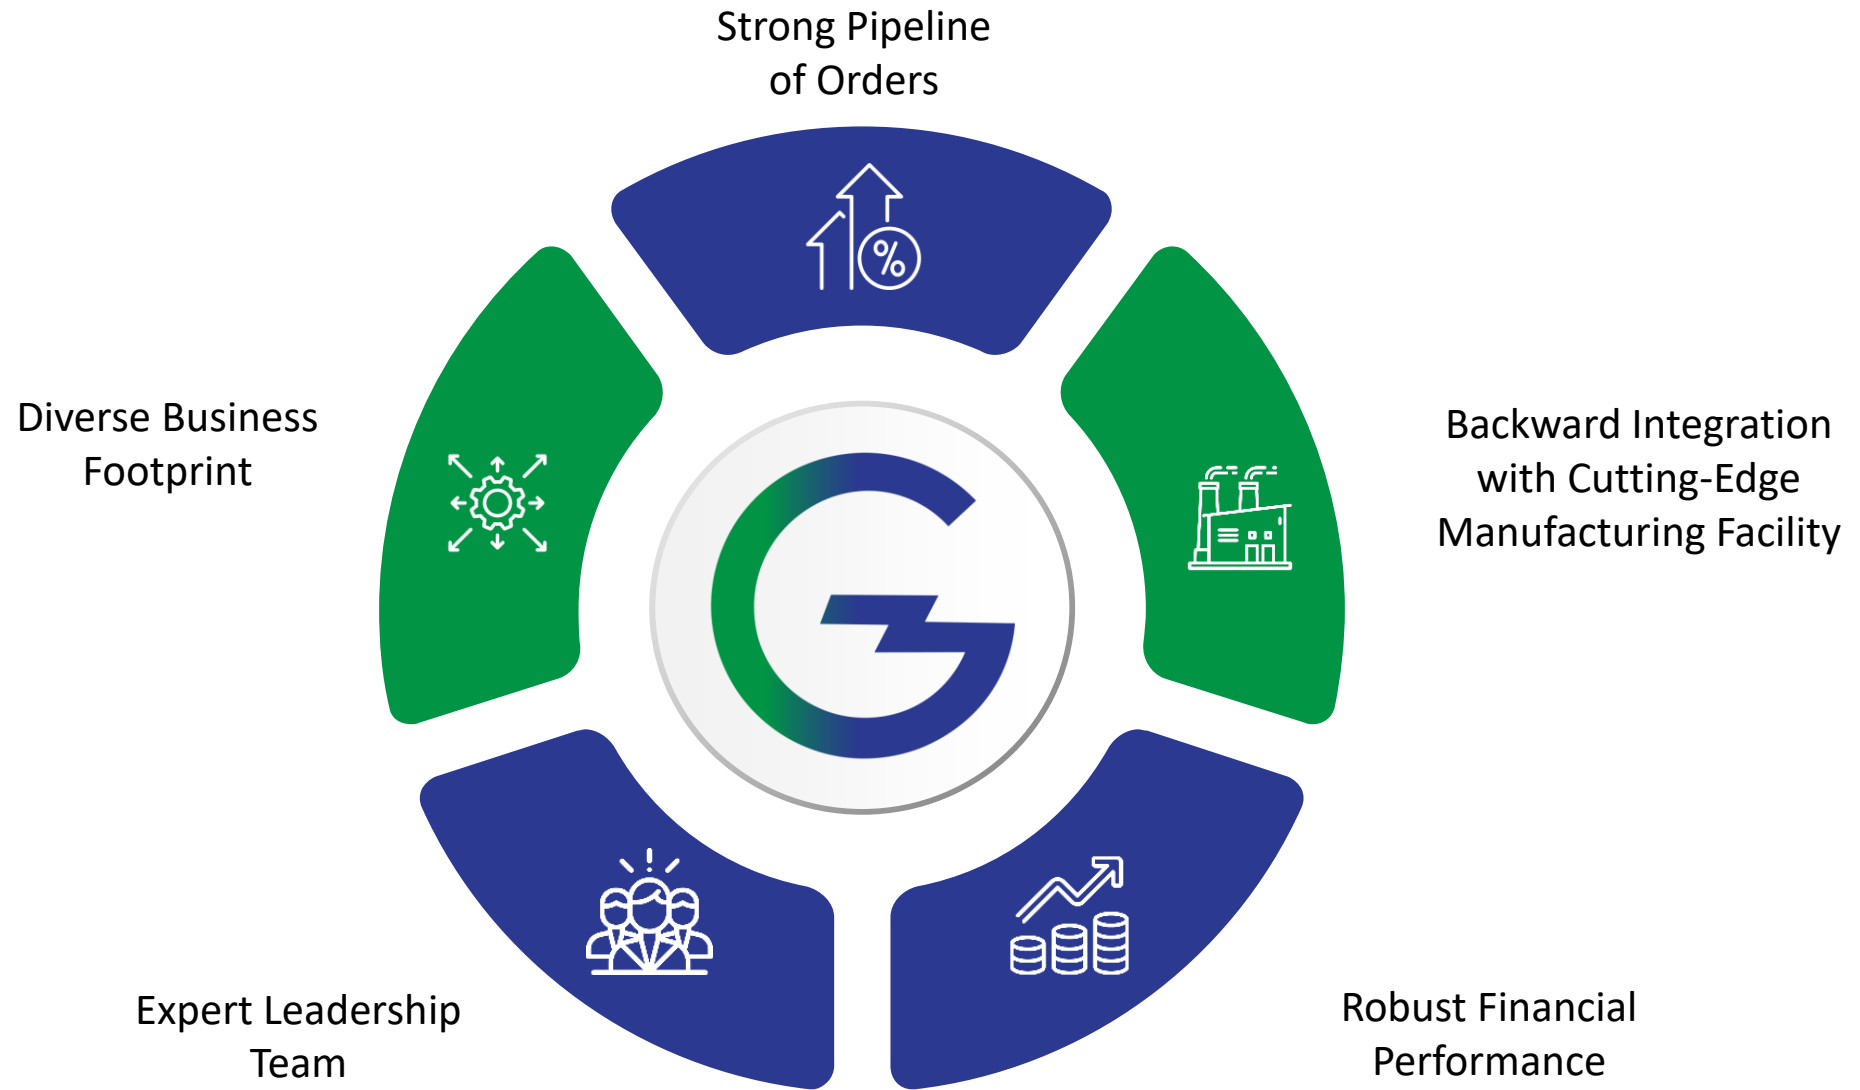 Strong Pipeline
of Orders
Diverse Business
Footprint
Backward Integration
with Cutting-Edge
Manufacturing Facility
Expert Leadership
Team
Robust Financial
Performance
%
G